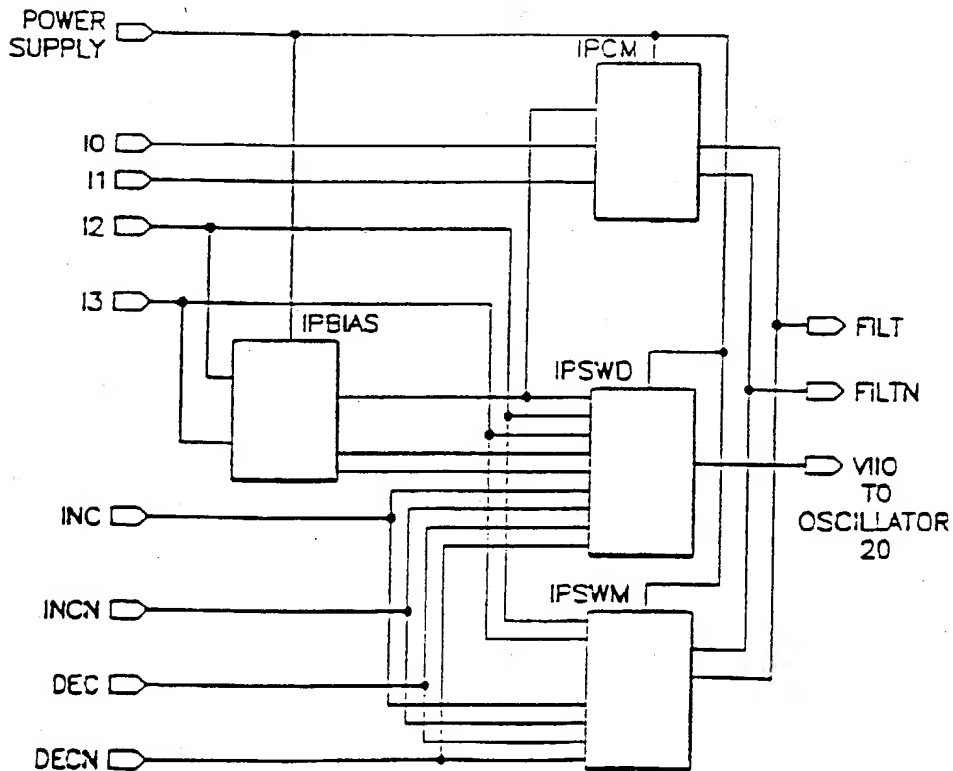 POWER
SUPPLY
IPCM
I0
I1
I2
I3
IPBIAS
FILT
IPSWD
FILTN
VIIO
TO
OSCILLATOR
20
INC
IPSWM
INCN
DEC
DECN